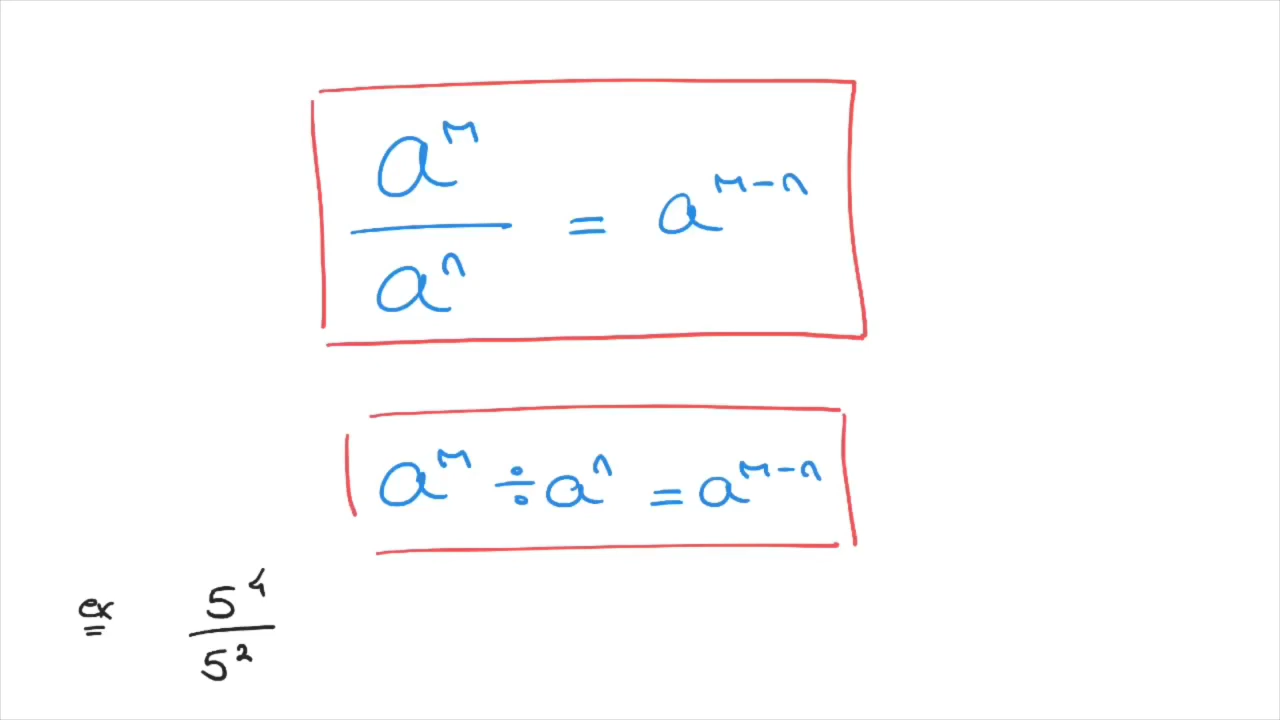 a^m / a^n = a^(m-n)
a^m ÷ a^n = a^(m-n)
ex 5^4 / 5^2